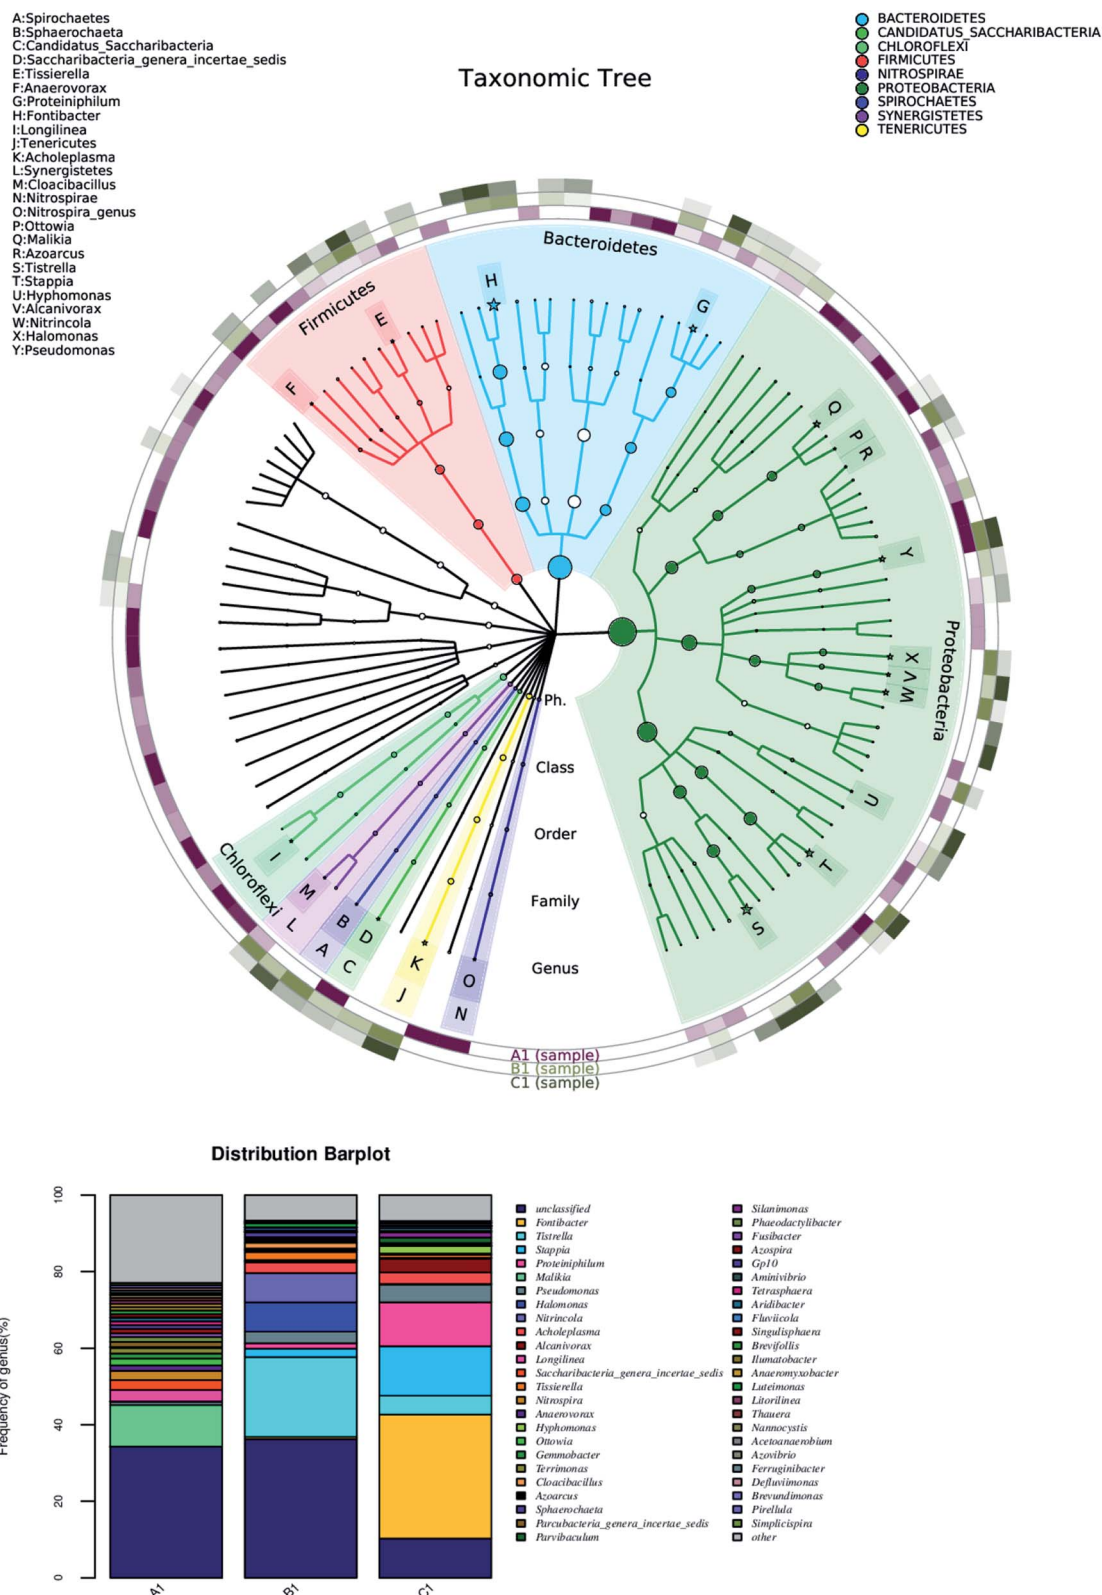 A:Spirochaetes
B:Sphaerochaeta
C:Candidatus_Saccharibacteria
D:Saccharibacteria_genera_incertae_sedis
E:Tissierella
F:Anaerovorax
G:Proteiniphilum
H:Fontibacter
I:Longilinea
J:Tenericutes
K:Acholeplasma
L:Synergistetes
M:Cloacibacillus
N:Nitrospirae
O:Nitrospira_genus
P:Ottowia
Q:Malikia
R:Azoarcus
S:Tistrella
T:Stappia
U:Hyphomonas
V:Alcanivorax
W:Nitrincola
X:Halomonas
Y:Pseudomonas
Taxonomic Tree
BACTEROIDETES
CANDIDATUS_SACCHARIBACTERIA
CHLOROFLEXI
FIRMICUTES
NITROSPIRAE
PROTEOBACTERIA
SPIROCHAETES
SYNERGISTETES
TENERICUTES
Bacteroidetes
Firmicutes
Proteobacteria
Chloroflexi
H
G
E
F
Q
P
R
Y
X
V
W
U
T
S
I
M
L
B
A
D
C
K
J
O
N
Ph.
Class
Order
Family
Genus
A1 (sample)
B1 (sample)
C1 (sample)
Distribution Barplot
Frequency of genus(%)
100
80
60
40
20
0
A1
B1
C1
unclassified
Fontibacter
Tistrella
Stappia
Proteiniphilum
Malikia
Pseudomonas
Halomonas
Nitrincola
Acholeplasma
Alcanivorax
Longilinea
Saccharibacteria_genera_incertae_sedis
Tissierella
Nitrospira
Anaerovorax
Hyphomonas
Ottowia
Gemmobacter
Terrimonas
Cloacibacillus
Azoarcus
Sphaerochaeta
Parcubacteria_genera_incertae_sedis
Parvibaculum
Silanimonas
Phaeodactylibacter
Fusibacter
Azospira
Gp10
Aminivibrio
Tetrasphaera
Aridibacter
Fluviicola
Singulisphaera
Brevifollis
Ilumatobacter
Anaeromyxobacter
Luteimonas
Litorilinea
Thauera
Nannocystis
Acetoanaerobium
Azovibrio
Ferruginibacter
Defluviimonas
Brevundimonas
Pirellula
Simplicispira
other